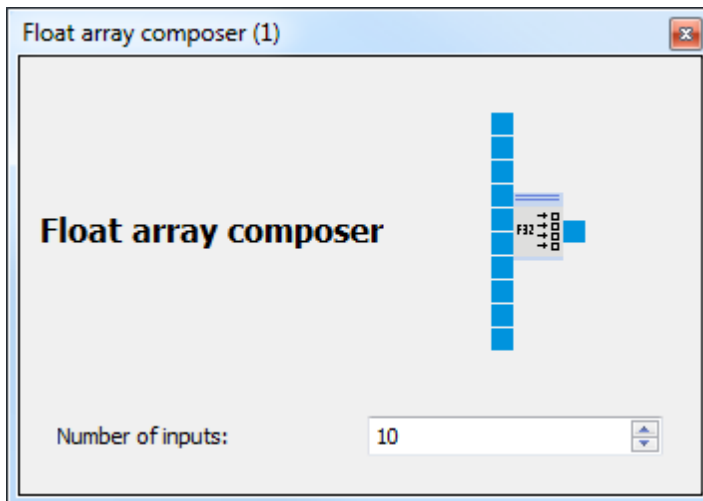 Float array composer (1)
Float array composer
F32
Number of inputs:
10